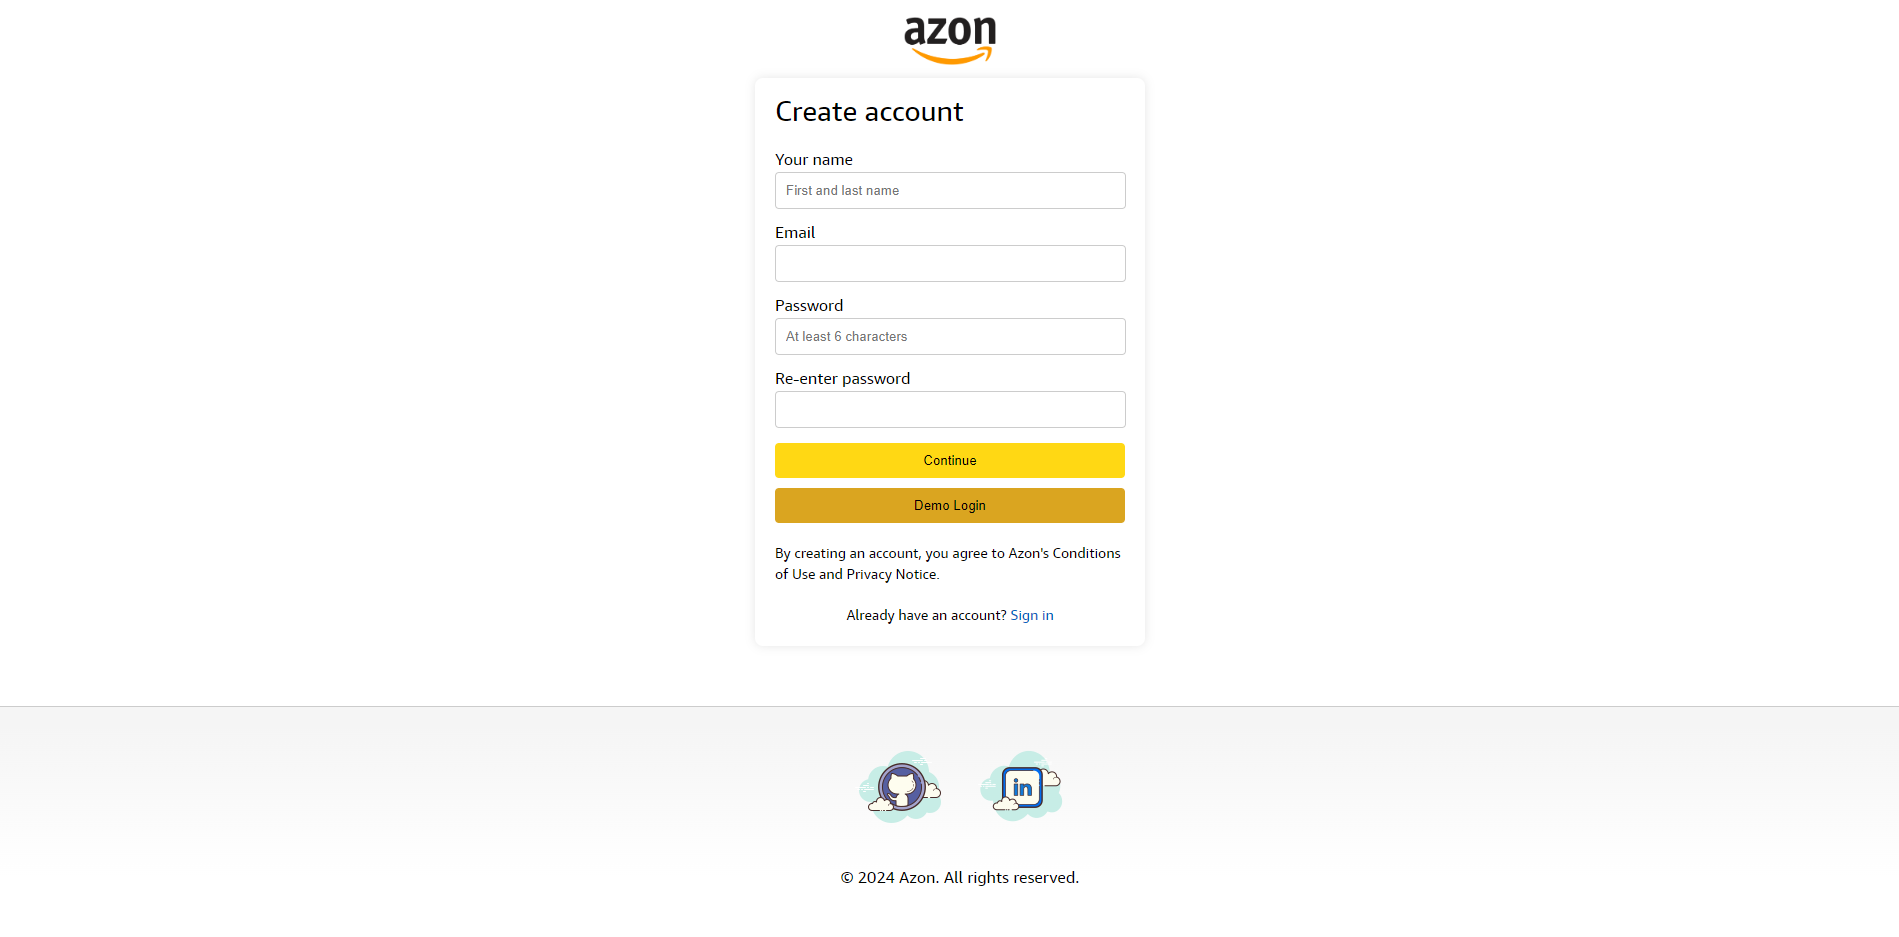 azon
Create account
Your name
First and last name
Email
Password
At least 6 characters
Re-enter password
Continue
Demo Login
By creating an account, you agree to Azon's Conditions
of Use and Privacy Notice.
Already have an account? Sign in
in
© 2024 Azon. All rights reserved.